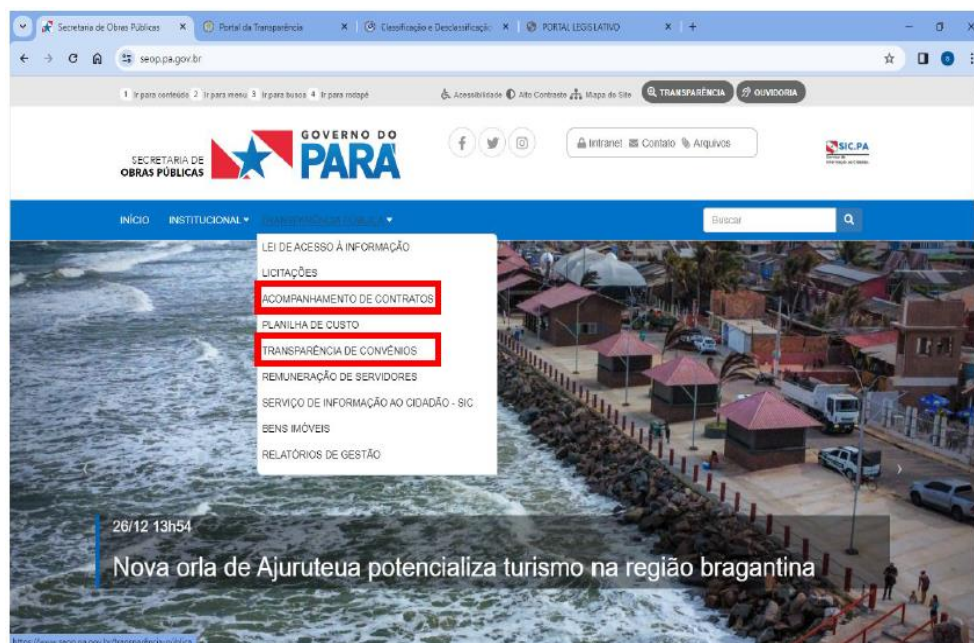 Secretaria de Obras Públicas
Portal da Transparência
Classificação e Desclassificaçã
PORTAL LEGISLATIVO
seop.pa.gov.br
1 Ir para conteúdo 2 Ir para menu 3 Ir para busca 4 Ir para rodapé
Acessibilidade Alto Contraste Mapa do Site
TRANSPARÊNCIA
OUVIDORIA
SECRETARIA DE
OBRAS PÚBLICAS
GOVERNO DO
PARÁ
Intranet Contato Arquivos
SIC.PA
INÍCIO INSTITUCIONAL TRANSPARÊNCIA PÚBLICA
Buscar
LEI DE ACESSO À INFORMAÇÃO
LICITAÇÕES
ACOMPANHAMENTO DE CONTRATOS
PLANILHA DE CUSTO
TRANSPARÊNCIA DE CONVÊNIOS
REMUNERAÇÃO DE SERVIDORES
SERVIÇO DE INFORMAÇÃO AO CIDADÃO - SIC
BENS IMÓVEIS
RELATÓRIOS DE GESTÃO
26/12 13h54
Nova orla de Ajuruteua potencializa turismo na região bragantina